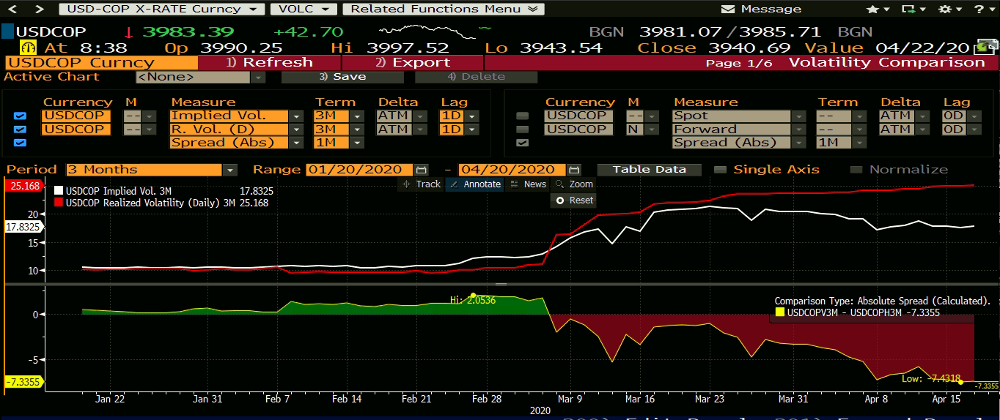 < > USD-COP X-RATE Curncy VOLC Related Functions Menu Message ?
USDCOP ↓ 3983.39 +42.70 BGN 3981.07/3985.71 BGN
At 8:38 Op 3990.25 Hi 3997.52 Lo 3943.54 Close 3940.69 Value 04/22/20
USDCOP Curncy 1) Refresh 2) Export Page 1/6 Volatility Comparison
Active Chart <None> 3) Save 4) Delete
Currency M Measure Term Delta Lag Currency M Measure Term Delta Lag
USDCOP -- Implied Vol. 3M ATM 1D USDCOP -- Spot -- ATM 0D
USDCOP -- R. Vol. (D) 3M ATM 1D USDCOP N Forward -- ATM 0D
Spread (Abs) 1M Spread (Abs) 1M
Period 3 Months Range 01/20/2020 - 04/20/2020 Table Data Single Axis Normalize
Track Annotate News Zoom
Reset
25.168
USDCOP Implied Vol. 3M 17.8325
USDCOP Realized Volatility (Daily) 3M 25.168
20
17.8325
15
10
Hi: 2.0536
Comparison Type: Absolute Spread (Calculated).
USDCOPV3M - USDCOPH3M -7.3355
0
-5
Low: -7.4318
-7.3355
-7.3355
Jan 22 Jan 31 Feb 7 Feb 14 Feb 21 Feb 28 Mar 9 Mar 16 Mar 23 Mar 31 Apr 8 Apr 15
2020